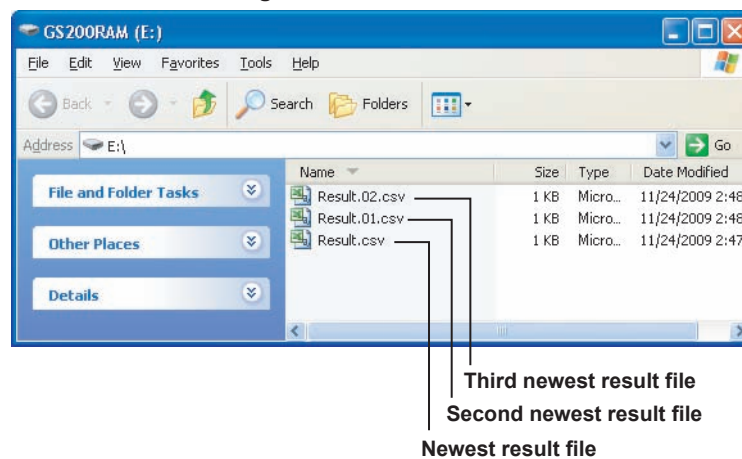 GS200RAM (E:)
File Edit View Favorites Tools Help
Back Search Folders
Address E:\ Go
Name Size Type Date Modified
File and Folder Tasks
Result.02.csv 1 KB Micro... 11/24/2009 2:48
Result.01.csv 1 KB Micro... 11/24/2009 2:48
Other Places
Result.csv 1 KB Micro... 11/24/2009 2:47
Details
Third newest result file
Second newest result file
Newest result file